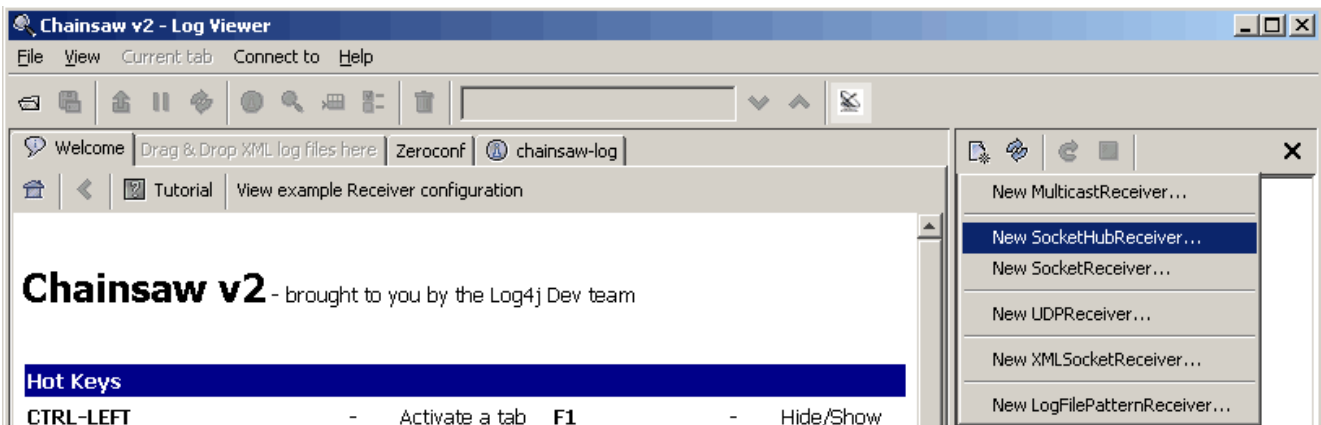 Chainsaw v2 - Log Viewer
File View Current tab Connect to Help
Welcome Drag & Drop XML log files here Zeroconf chainsaw-log
Tutorial View example Receiver configuration
Chainsaw v2 - brought to you by the Log4j Dev team
Hot Keys
CTRL-LEFT - Activate a tab F1 - Hide/Show
New MulticastReceiver...
New SocketHubReceiver...
New SocketReceiver...
New UDPReceiver...
New XMLSocketReceiver...
New LogFilePatternReceiver...